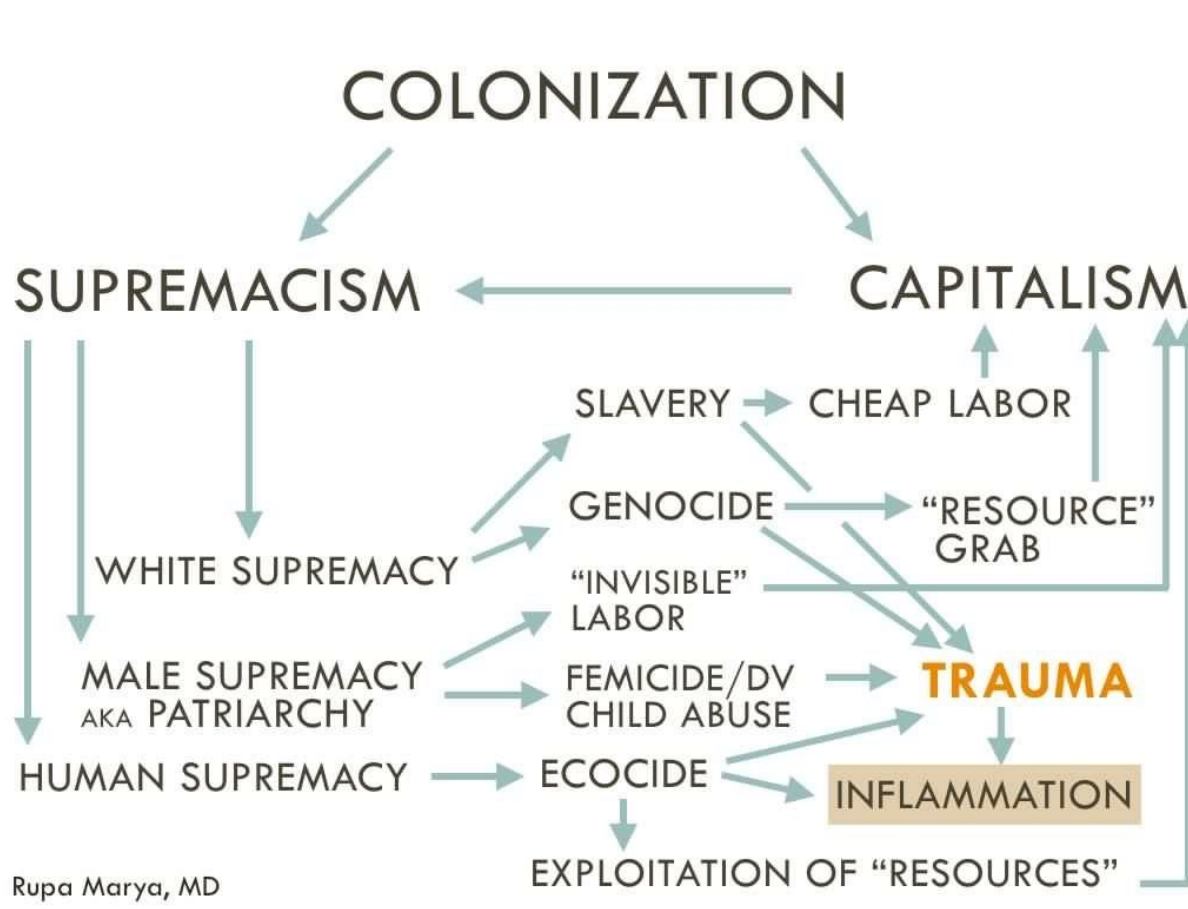 COLONIZATION
SUPREMACISM
CAPITALISM
SLAVERY
CHEAP LABOR
GENOCIDE
“RESOURCE”
GRAB
WHITE SUPREMACY
“INVISIBLE”
LABOR
MALE SUPREMACY
AKA PATRIARCHY
FEMICIDE/DV
CHILD ABUSE
TRAUMA
HUMAN SUPREMACY
ECOCIDE
INFLAMMATION
EXPLOITATION OF “RESOURCES”
Rupa Marya, MD